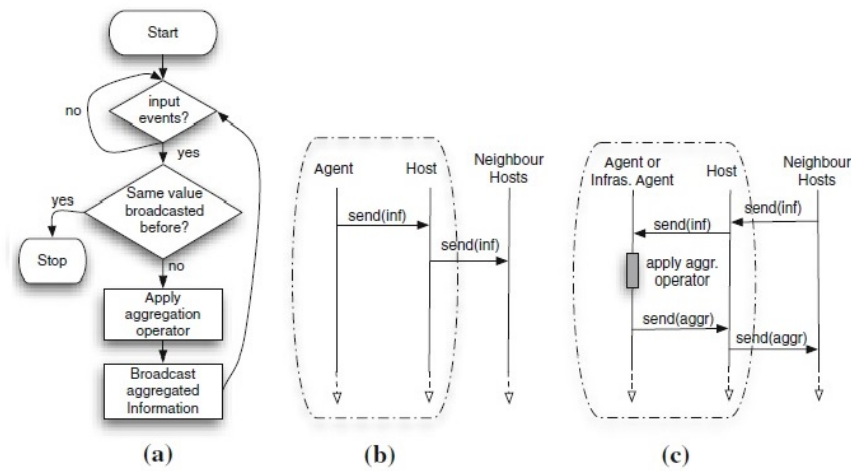 Start
input
events?
no
yes
Same value
broadcasted
before?
yes
Stop
no
Apply
aggregation
operator
Broadcast
aggregated
Information
(a)
Agent
Host
Neighbour
Hosts
send(inf)
send(inf)
(b)
Agent or
Infras. Agent
Host
Neighbour
Hosts
send(inf)
send(inf)
apply aggr.
operator
send(aggr)
send(aggr)
(c)